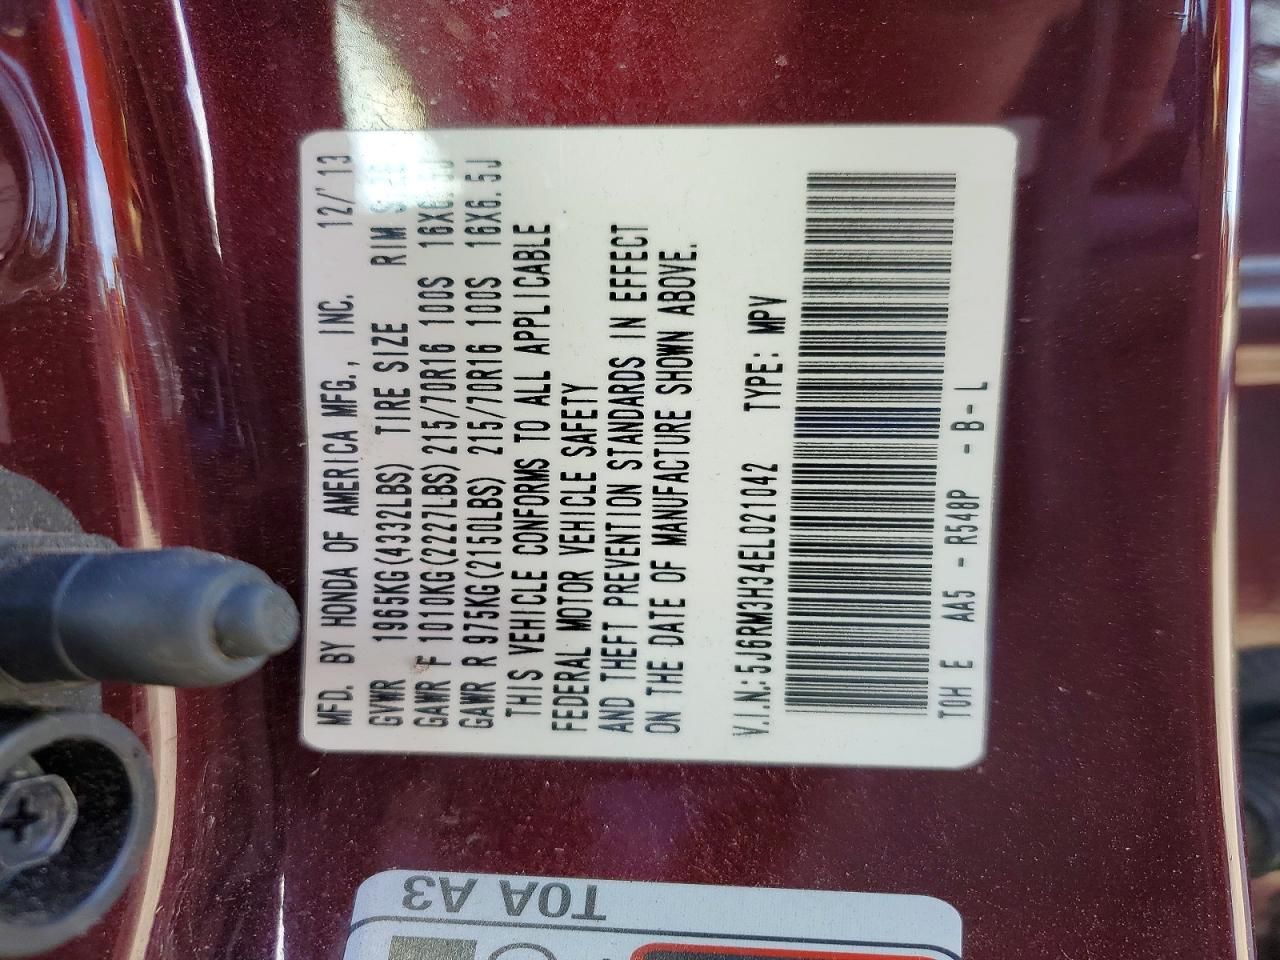 MFD. BY HONDA OF AMERICA MFG., INC. 12/'13
GVWR 1965KG(4332LBS) TIRE SIZE RIM
GAWR F 1010KG(2227LBS) 215/70R16 100S
GAWR R 975KG(2150LBS) 215/70R16 100S 16X6.5J
THIS VEHICLE CONFORMS TO ALL APPLICABLE
FEDERAL MOTOR VEHICLE SAFETY
AND THEFT PREVENTION STANDARDS IN EFFECT
ON THE DATE OF MANUFACTURE SHOWN ABOVE.
V.I.N.:5J6RM3H34EL021042 TYPE: MPV
TOH E AA5 - R548P -B-L
TOA A3